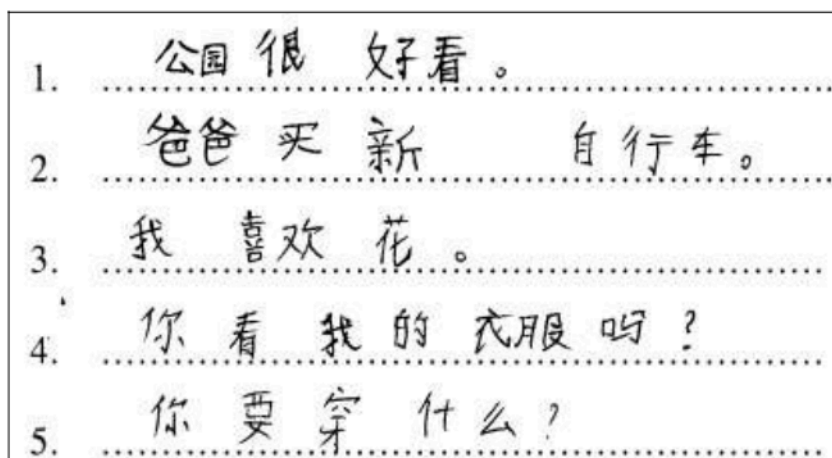 1. 公园很 好看。
2. 爸爸 买 新 自行车。
3. 我 喜欢 花 。
4. 你 看 我 的 衣服 吗 ?
5. 你 要 穿 什么?